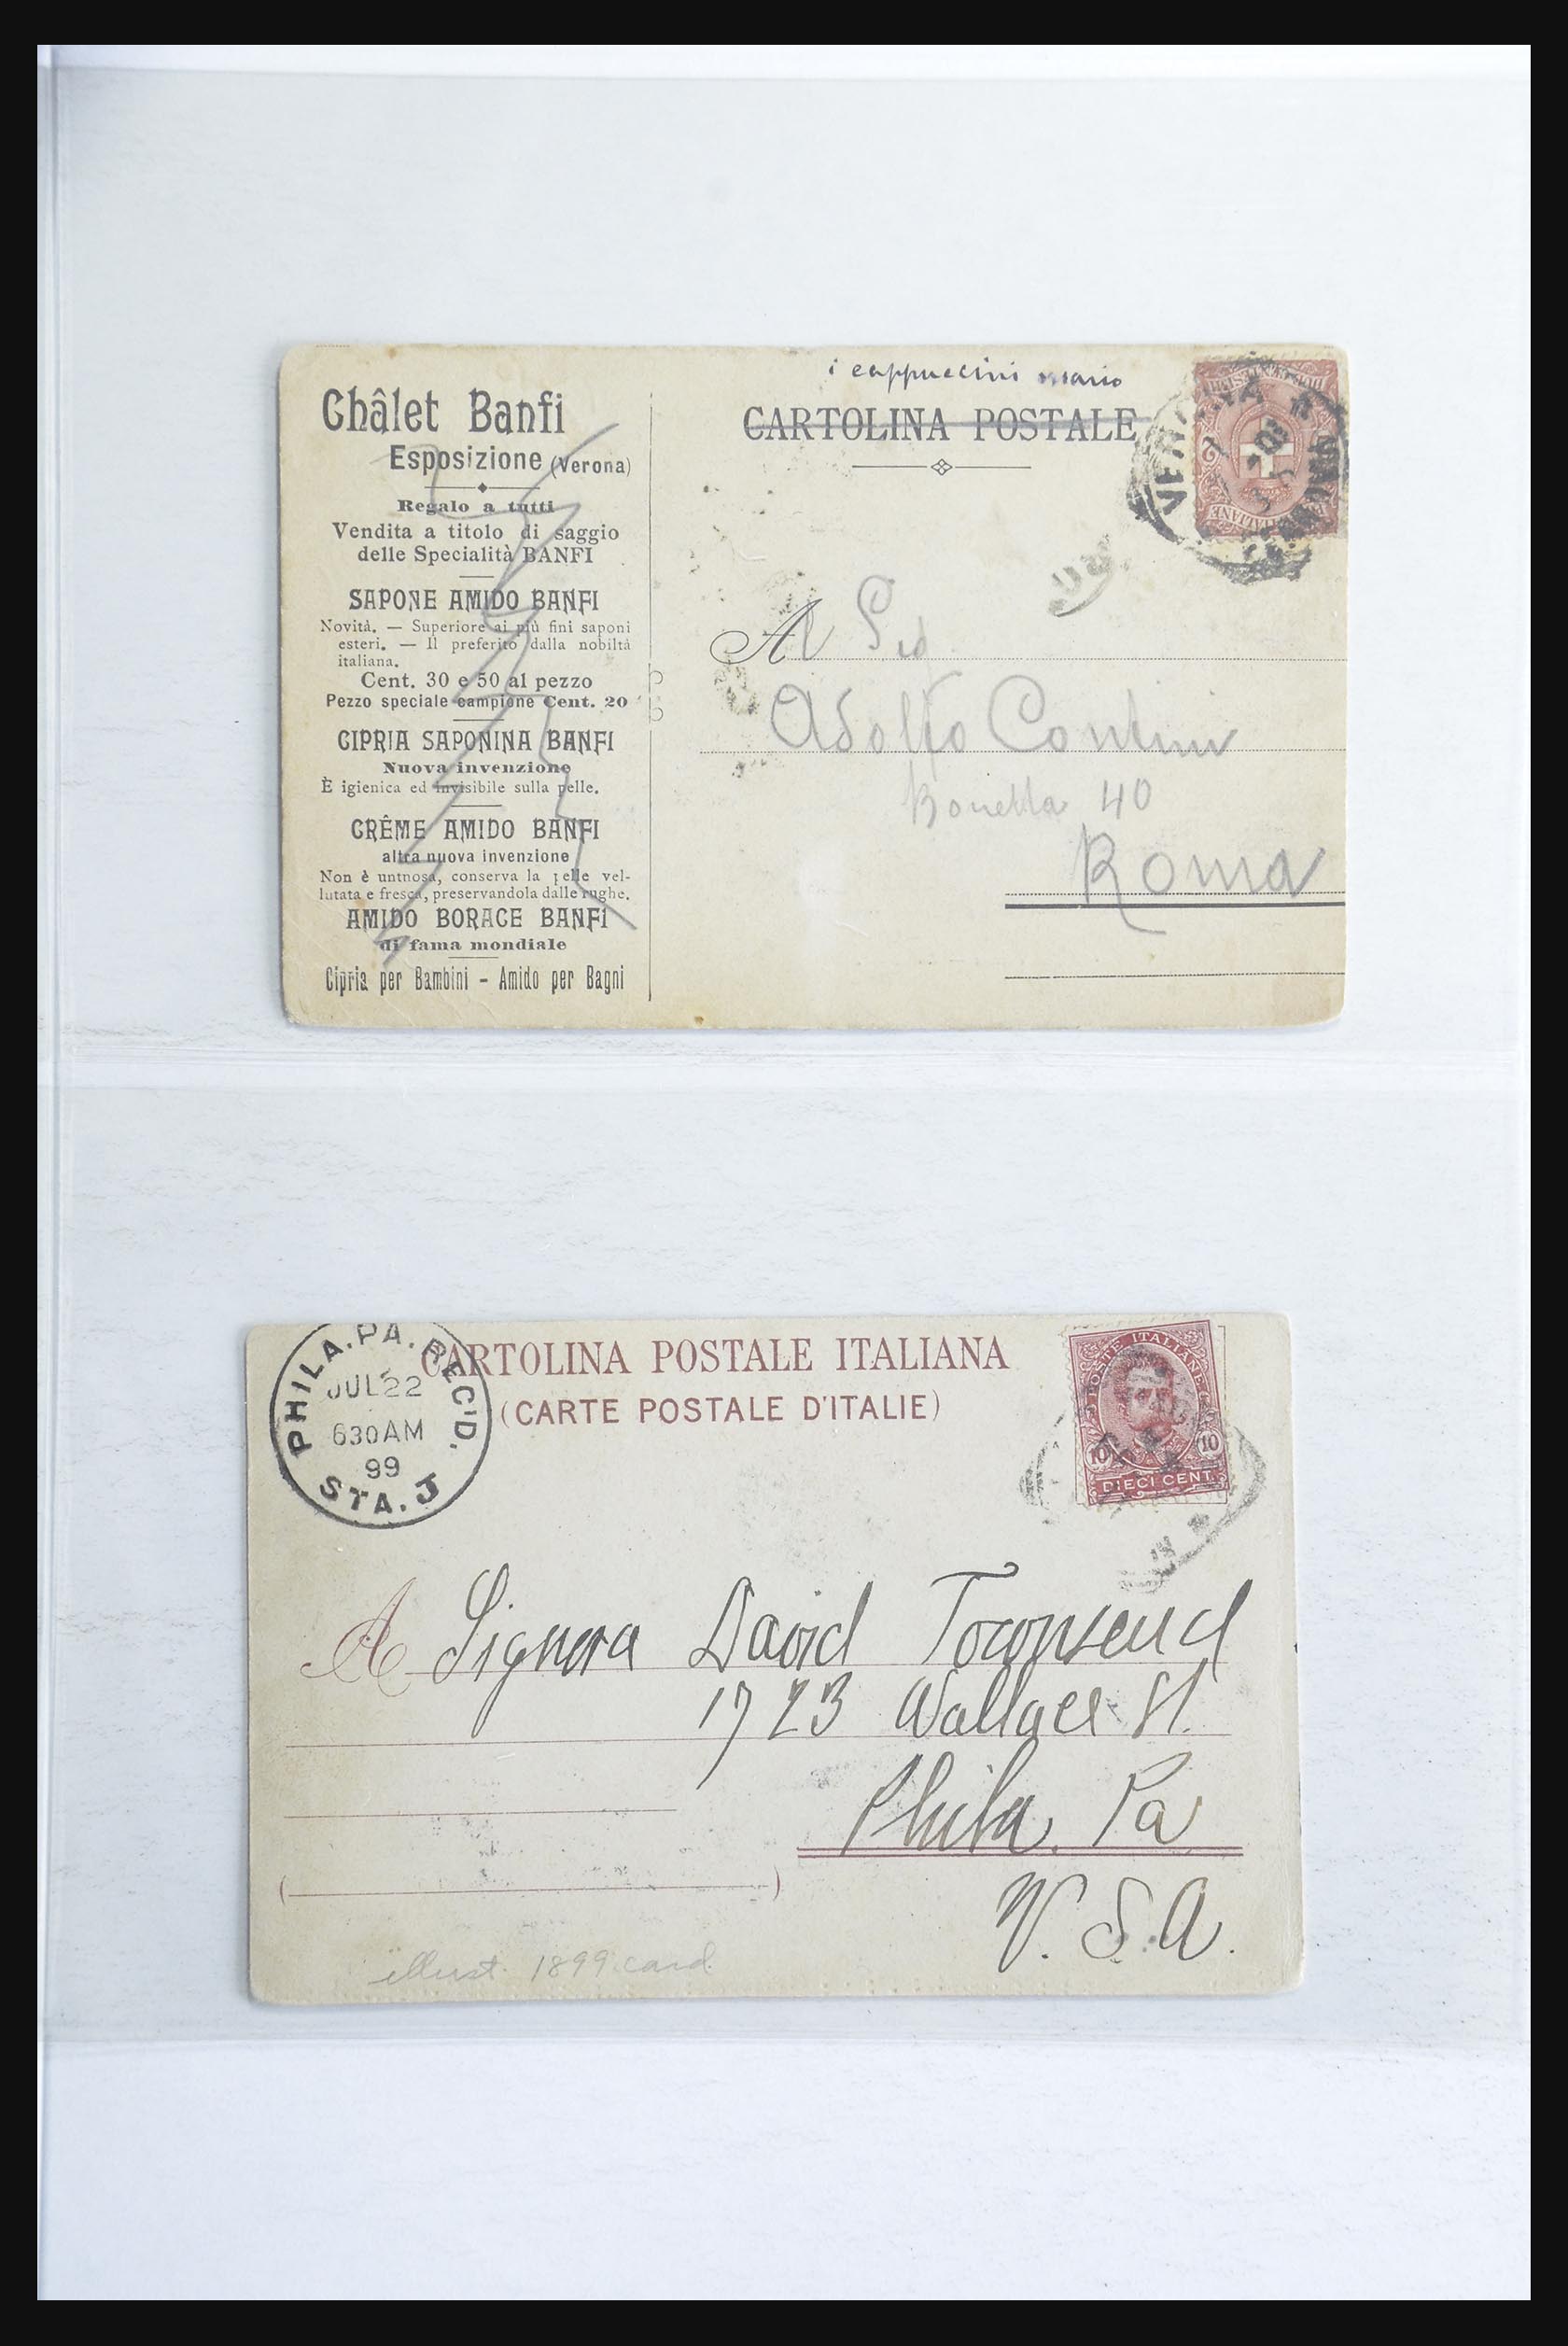 i cappuccini mario
Châlet Banfi
Esposizione (Verona)
Regalo a tutti
Vendita a titolo di saggio
delle Specialità BANFI
SAPONE AMIDO BANFI
Novità. — Superiore ai più fini saponi
esteri. — Il preferito dalla nobiltà
italiana.
Cent. 30 e 50 al pezzo
Pezzo speciale campione Cent. 20
CIPRIA SAPONINA BANFI
Nuova invenzione
È igienica ed invisibile sulla pelle.
CRÊME AMIDO BANFI
altra nuova invenzione
Non è untnosa, conserva la pelle vel-
lutata e fresca, preservandola dalle rughe.
AMIDO BORACE BANFI
di fama mondiale
Cipria per Bambini - Amido per Bagni
CARTOLINA POSTALE
VERONA
Al Sig.
Adolfo Contini
Bonella 40
Roma
PHILA. PA. REC'D.
JUL 22
630 AM
99
STA. J
CARTOLINA POSTALE ITALIANA
(CARTE POSTALE D'ITALIE)
POSTE ITALIANE
10 10
DIECI CENT.
A Signora David Townsend
1723 Wallace St.
Phila. Pa
U. S. A.
( )
illust. 1899 card